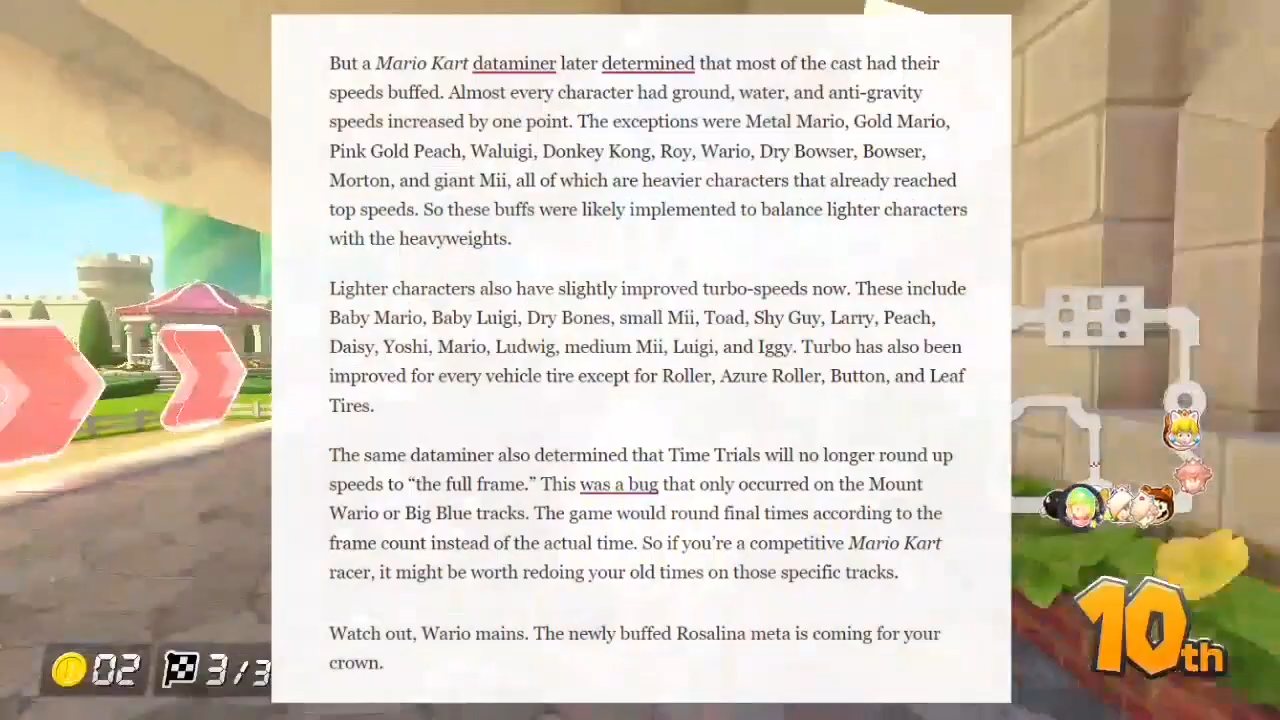 But a Mario Kart dataminer later determined that most of the cast had their
speeds buffed. Almost every character had ground, water, and anti-gravity
speeds increased by one point. The exceptions were Metal Mario, Gold Mario,
Pink Gold Peach, Waluigi, Donkey Kong, Roy, Wario, Dry Bowser, Bowser,
Morton, and giant Mii, all of which are heavier characters that already reached
top speeds. So these buffs were likely implemented to balance lighter characters
with the heavyweights.
Lighter characters also have slightly improved turbo-speeds now. These include
Baby Mario, Baby Luigi, Dry Bones, small Mii, Toad, Shy Guy, Larry, Peach,
Daisy, Yoshi, Mario, Ludwig, medium Mii, Luigi, and Iggy. Turbo has also been
improved for every vehicle tire except for Roller, Azure Roller, Button, and Leaf
Tires.
The same dataminer also determined that Time Trials will no longer round up
speeds to “the full frame.” This was a bug that only occurred on the Mount
Wario or Big Blue tracks. The game would round final times according to the
frame count instead of the actual time. So if you’re a competitive Mario Kart
racer, it might be worth redoing your old times on those specific tracks.
Watch out, Wario mains. The newly buffed Rosalina meta is coming for your
crown.
02 3/3
10th